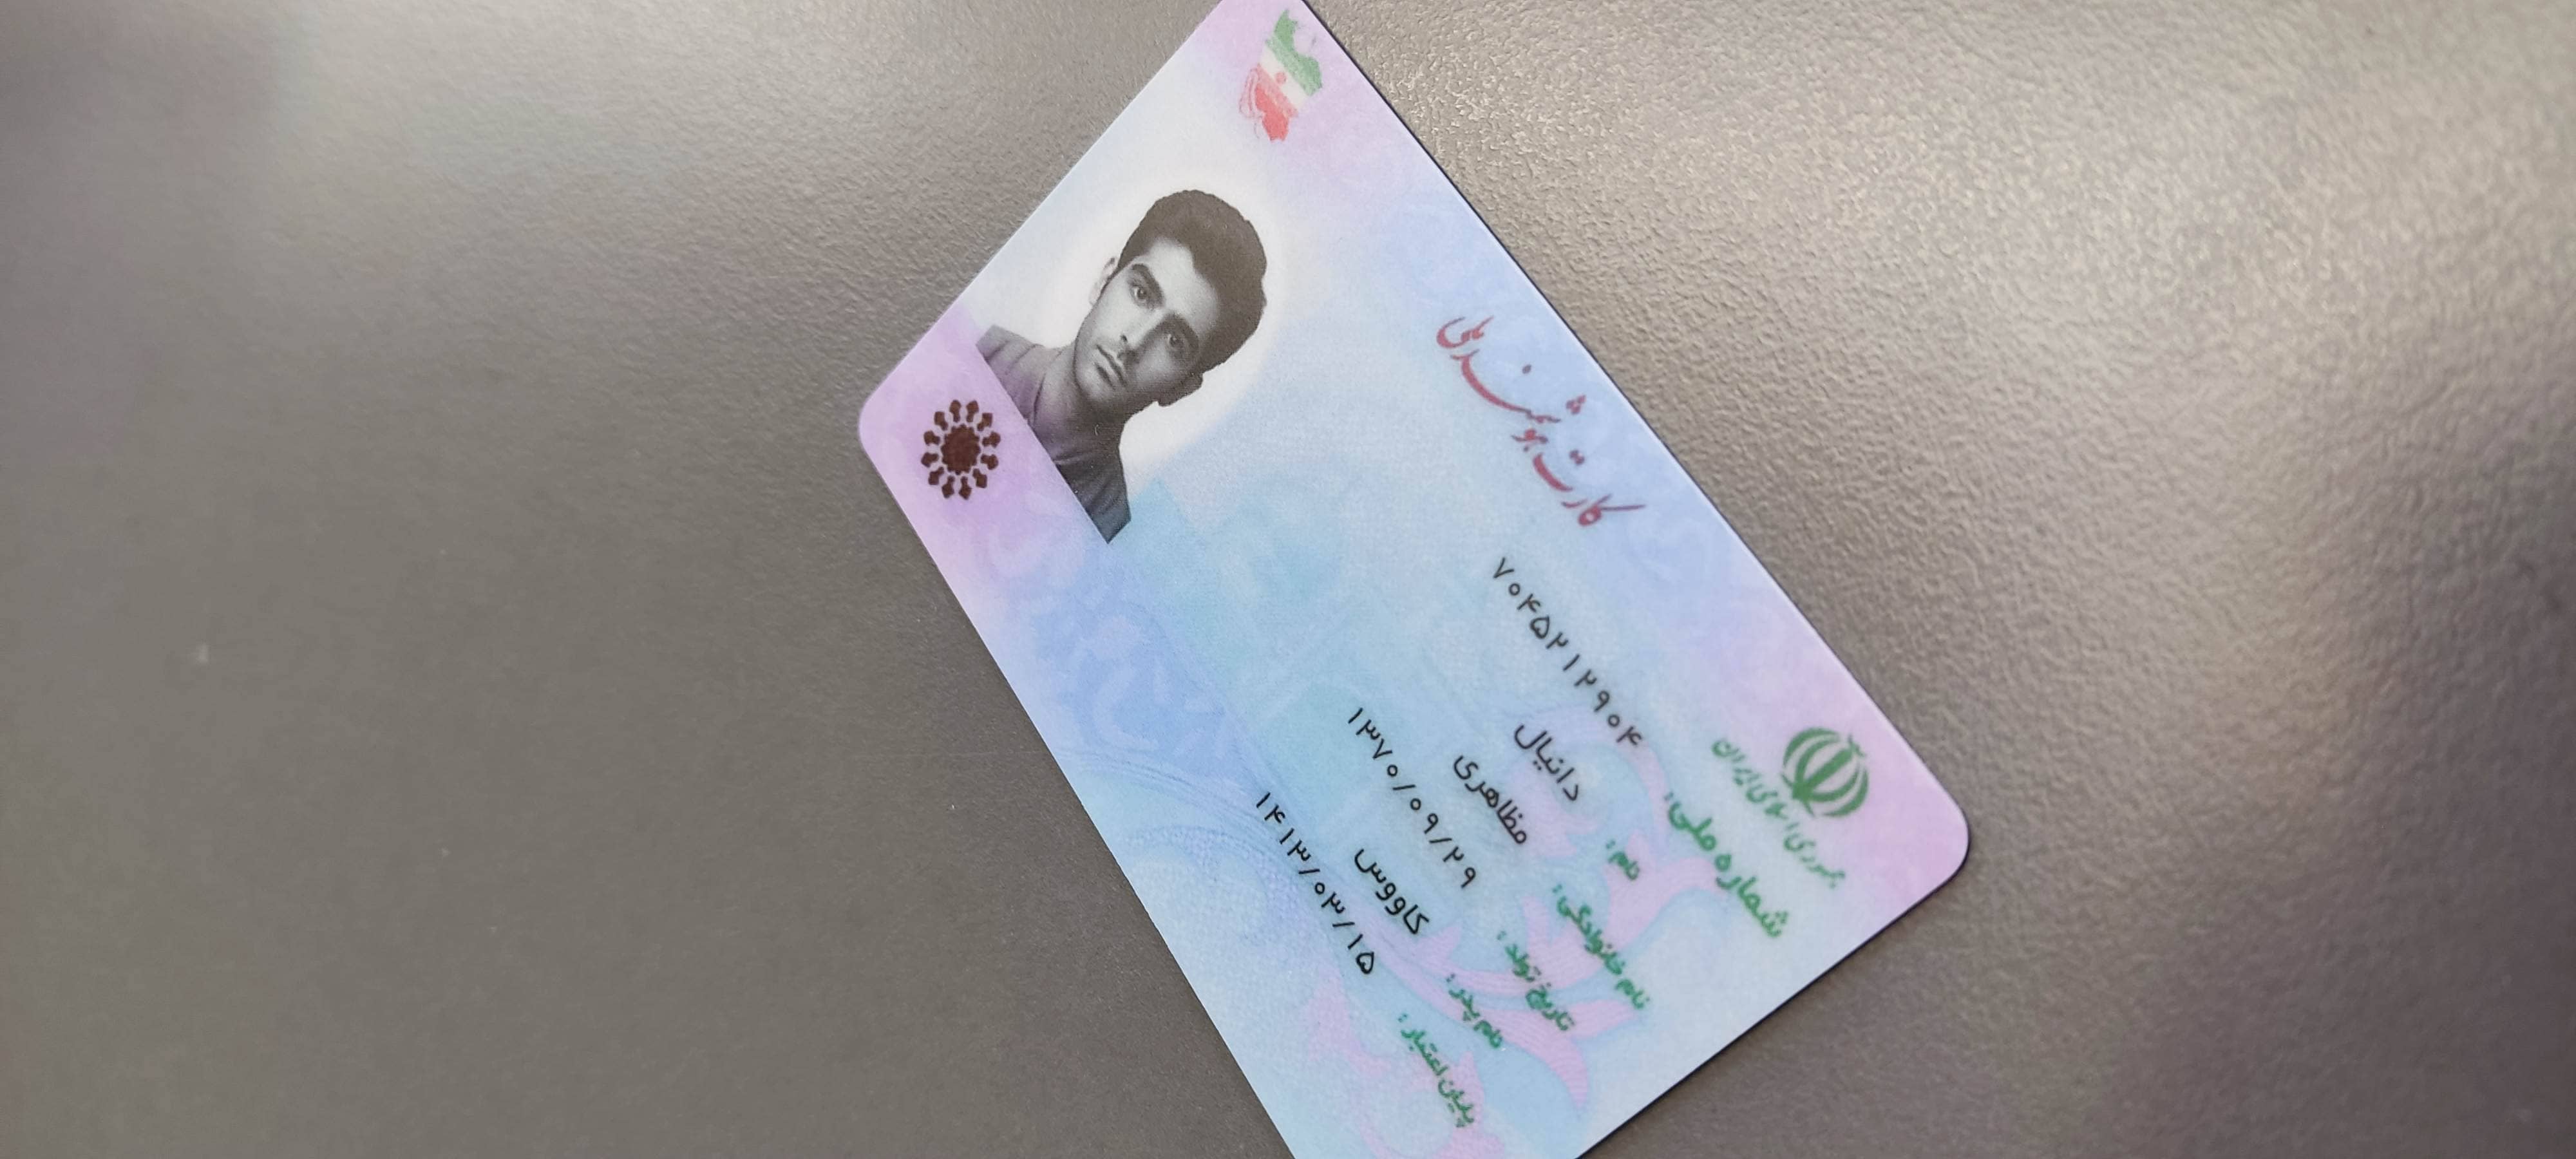 کارت هوشمند ملی
جمهوری اسلامی ایران
شماره ملی: ۷۰۴۵۲۱۲۹۰۴
نام: دانیال
نام خانوادگی: مظاهری
تاریخ تولد: ۱۳۷۰/۰۹/۲۹
نام پدر: کاووس
پایان اعتبار: ۱۴۱۳/۰۳/۱۵